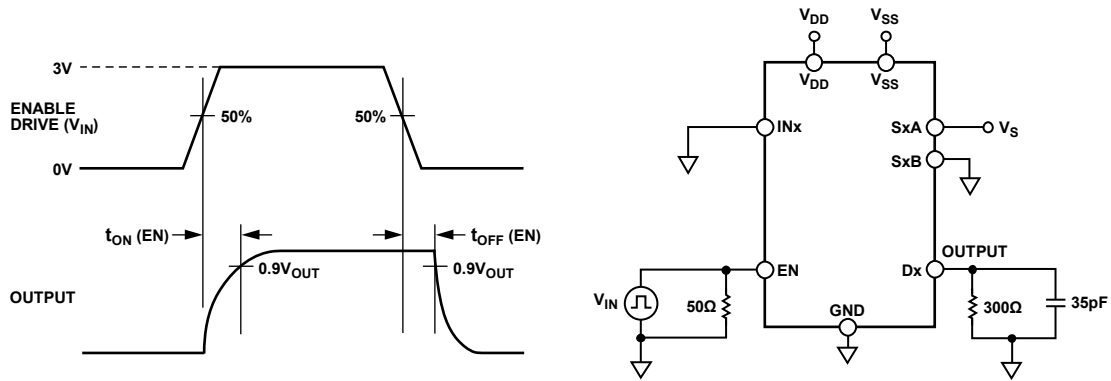 3V
ENABLE
DRIVE (VIN)
50%
50%
0V
tON (EN)
tOFF (EN)
0.9VOUT
0.9VOUT
OUTPUT
VDD
VSS
VDD
VSS
INx
SxA
VS
SxB
OUTPUT
EN
Dx
VIN
50Ω
GND
300Ω
35pF